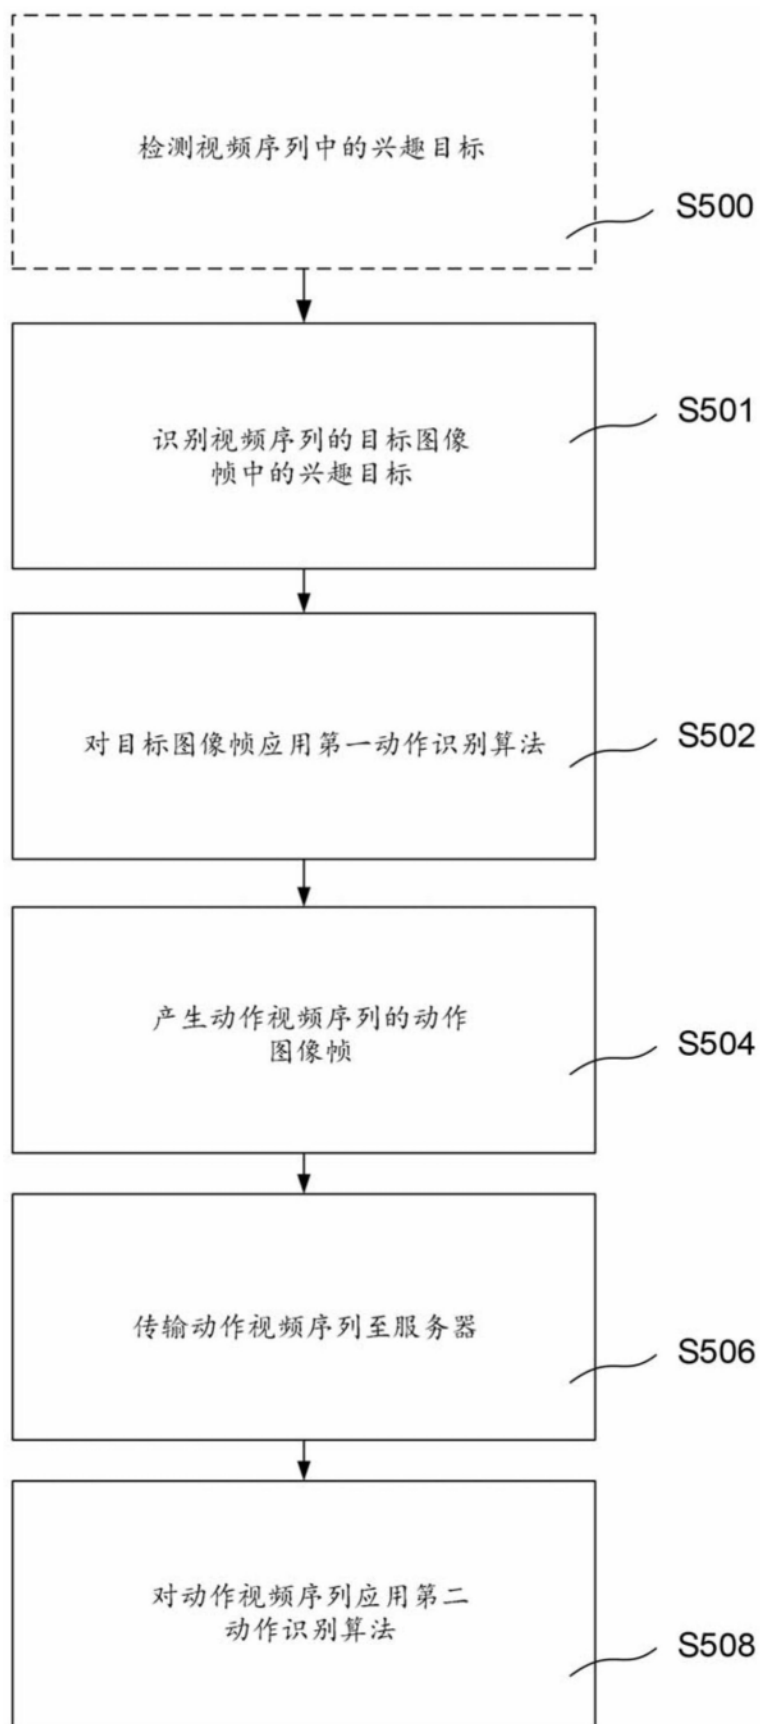 检测视频序列中的兴趣目标
S500
识别视频序列的目标图像
帧中的兴趣目标
S501
对目标图像帧应用第一动作识别算法
S502
产生动作视频序列的动作
图像帧
S504
传输动作视频序列至服务器
S506
对动作视频序列应用第二
动作识别算法
S508